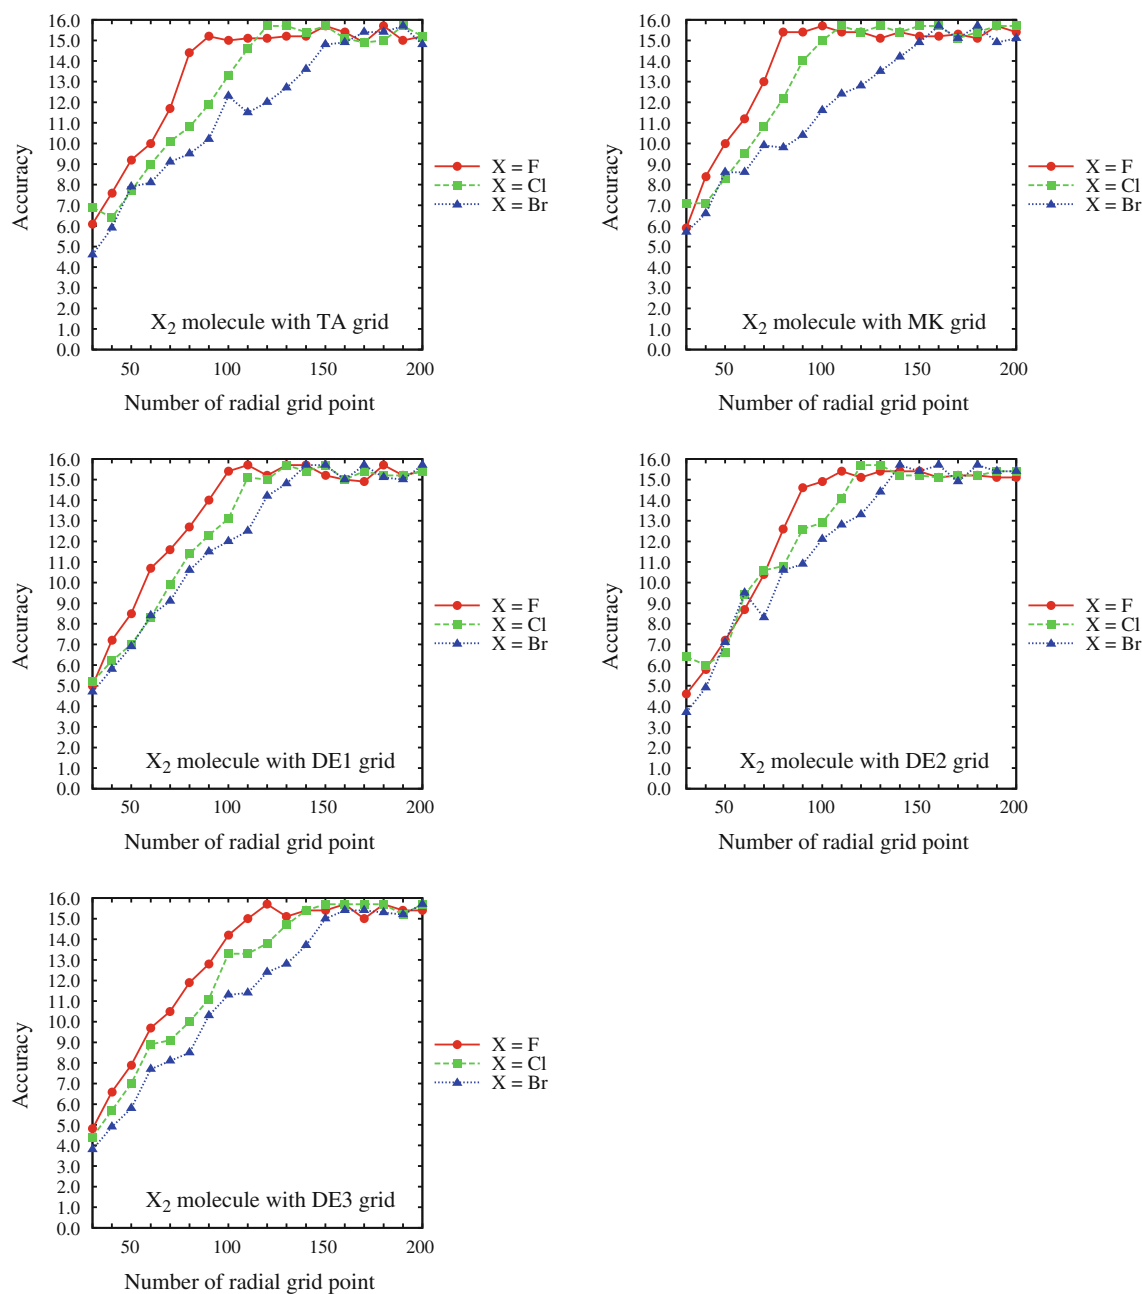 16.0
15.0
14.0
13.0
12.0
11.0
10.0
9.0
8.0
7.0
6.0
5.0
4.0
3.0
2.0
1.0
0.0
Accuracy
50 100 150 200
Number of radial grid point
X2 molecule with TA grid
X = F
X = Cl
X = Br
16.0
15.0
14.0
13.0
12.0
11.0
10.0
9.0
8.0
7.0
6.0
5.0
4.0
3.0
2.0
1.0
0.0
Accuracy
50 100 150 200
Number of radial grid point
X2 molecule with MK grid
X = F
X = Cl
X = Br
16.0
15.0
14.0
13.0
12.0
11.0
10.0
9.0
8.0
7.0
6.0
5.0
4.0
3.0
2.0
1.0
0.0
Accuracy
50 100 150 200
Number of radial grid point
X2 molecule with DE1 grid
X = F
X = Cl
X = Br
16.0
15.0
14.0
13.0
12.0
11.0
10.0
9.0
8.0
7.0
6.0
5.0
4.0
3.0
2.0
1.0
0.0
Accuracy
50 100 150 200
Number of radial grid point
X2 molecule with DE2 grid
X = F
X = Cl
X = Br
16.0
15.0
14.0
13.0
12.0
11.0
10.0
9.0
8.0
7.0
6.0
5.0
4.0
3.0
2.0
1.0
0.0
Accuracy
50 100 150 200
Number of radial grid point
X2 molecule with DE3 grid
X = F
X = Cl
X = Br